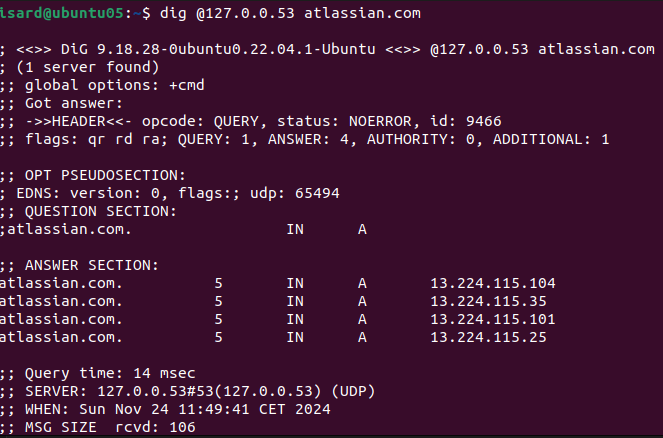 isard@ubuntu05:~$ dig @127.0.0.53 atlassian.com
; <<>> DiG 9.18.28-0ubuntu0.22.04.1-Ubuntu <<>> @127.0.0.53 atlassian.com
; (1 server found)
;; global options: +cmd
;; Got answer:
;; ->>HEADER<<- opcode: QUERY, status: NOERROR, id: 9466
;; flags: qr rd ra; QUERY: 1, ANSWER: 4, AUTHORITY: 0, ADDITIONAL: 1
;; OPT PSEUDOSECTION:
; EDNS: version: 0, flags:; udp: 65494
;; QUESTION SECTION:
;atlassian.com. IN A
;; ANSWER SECTION:
atlassian.com. 5 IN A 13.224.115.104
atlassian.com. 5 IN A 13.224.115.35
atlassian.com. 5 IN A 13.224.115.101
atlassian.com. 5 IN A 13.224.115.25
;; Query time: 14 msec
;; SERVER: 127.0.0.53#53(127.0.0.53) (UDP)
;; WHEN: Sun Nov 24 11:49:41 CET 2024
;; MSG SIZE rcvd: 106